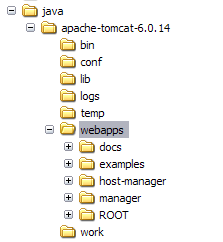 java
apache-tomcat-6.0.14
bin
conf
lib
logs
temp
webapps
docs
examples
host-manager
manager
ROOT
work